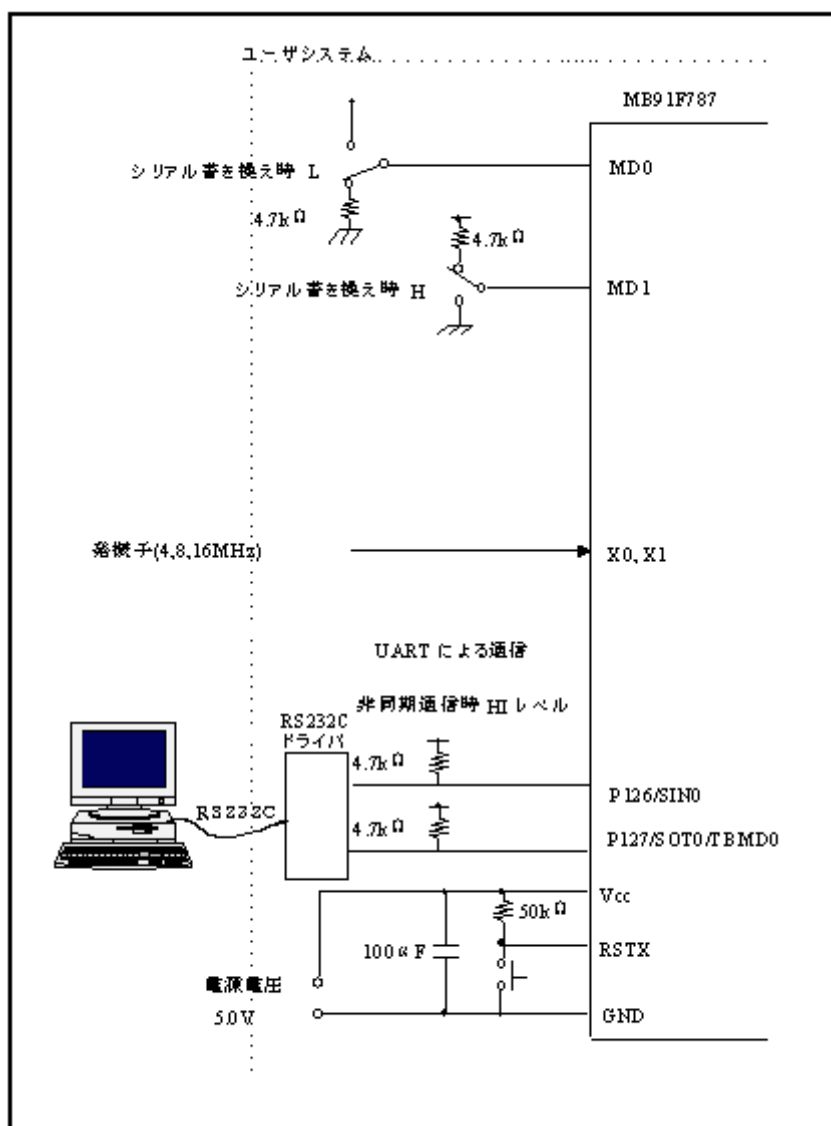 ユーザシステム
MB91F787
シリアル書き換え時 L
MD0
4.7kΩ
4.7kΩ
シリアル書き換え時 H
MD1
発振子(4,8,16MHz)
X0, X1
UART による通信
非同期通信時 HI レベル
RS232C
ドライバ
4.7kΩ
P126/SIN0
RS232C
4.7kΩ
P127/SOT0/TBMD0
Vcc
50kΩ
100αF
RSTX
電源電圧
5.0V
GND